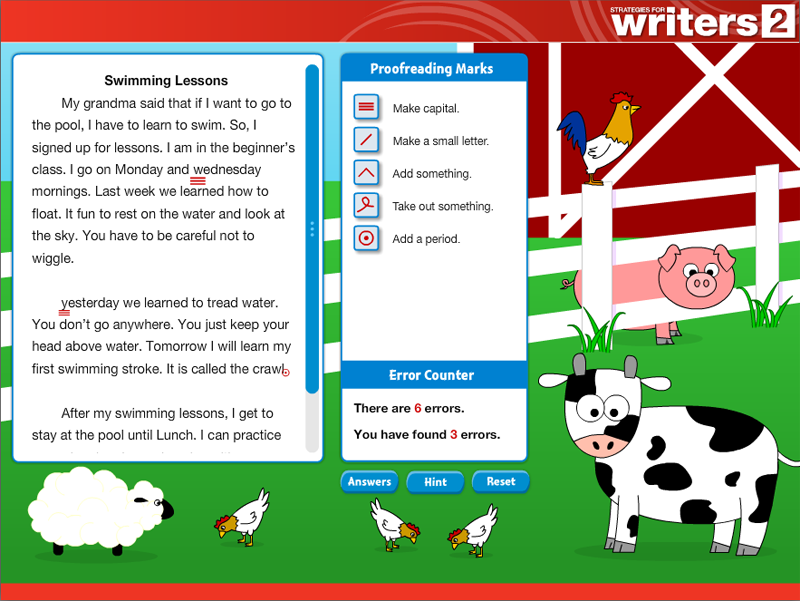 STRATEGIES FOR
writers 2
Swimming Lessons
My grandma said that if I want to go to
the pool, I have to learn to swim. So, I
signed up for lessons. I am in the beginner's
class. I go on Monday and wednesday
mornings. Last week we learned how to
float. It fun to rest on the water and look at
the sky. You have to be careful not to
wiggle.
yesterday we learned to tread water.
You don't go anywhere. You just keep your
head above water. Tomorrow I will learn my
first swimming stroke. It is called the crawl
After my swimming lessons, I get to
stay at the pool until Lunch. I can practice
Proofreading Marks
Make capital.
Make a small letter.
Add something.
Take out something.
Add a period.
Error Counter
There are 6 errors.
You have found 3 errors.
Answers
Hint
Reset